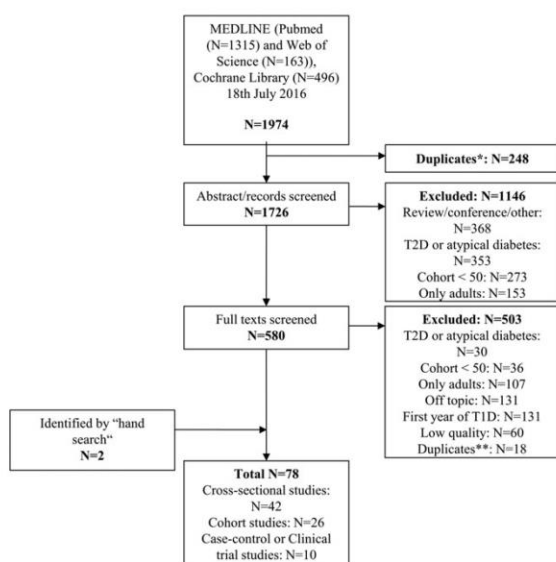 MEDLINE (Pubmed
(N=1315) and Web of
Science (N=163)),
Cochrane Library (N=496)
18th July 2016
N=1974
Duplicates*: N=248
Abstract/records screened
N=1726
Excluded: N=1146
Review/conference/other:
N=368
T2D or atypical diabetes:
N=353
Cohort < 50: N=273
Only adults: N=153
Full texts screened
N=580
Excluded: N=503
T2D or atypical diabetes:
N=30
Cohort < 50: N=36
Only adults: N=107
Off topic: N=131
First year of T1D: N=131
Low quality: N=60
Duplicates**: N=18
Identified by "hand
search"
N=2
Total N=78
Cross-sectional studies:
N=42
Cohort studies: N=26
Case-control or Clinical
trial studies: N=10